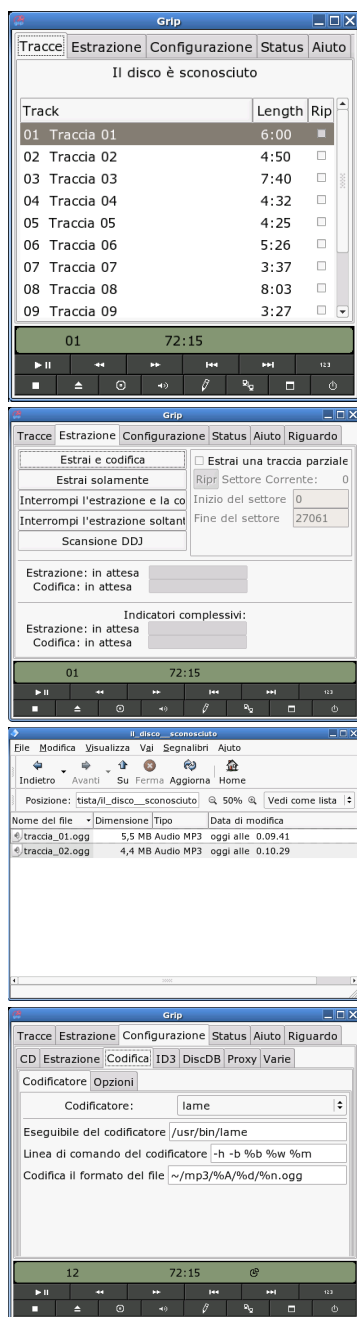 Grip
Tracce Estrazione Configurazione Status Aiuto
Il disco è sconosciuto
Track Length Rip
01 Traccia 01 6:00
02 Traccia 02 4:50
03 Traccia 03 7:40
04 Traccia 04 4:32
05 Traccia 05 4:25
06 Traccia 06 5:26
07 Traccia 07 3:37
08 Traccia 08 8:03
09 Traccia 09 3:27
01 72:15
123
Grip
Tracce Estrazione Configurazione Status Aiuto Riguardo
Estrai e codifica
Estrai solamente
Interrompi l'estrazione e la co
Interrompi l'estrazione soltant
Scansione DDJ
Estrai una traccia parziale
Ripr Settore Corrente: 0
Inizio del settore 0
Fine del settore 27061
Estrazione: in attesa
Codifica: in attesa
Indicatori complessivi:
Estrazione: in attesa
Codifica: in attesa
01 72:15
123
il_disco__sconosciuto
File Modifica Visualizza Vai Segnalibri Aiuto
Indietro Avanti Su Ferma Aggiorna Home
Posizione: tista/il_disco__sconosciuto 50% Vedi come lista
Nome del file Dimensione Tipo Data di modifica
traccia_01.ogg 5,5 MB Audio MP3 oggi alle 0.09.41
traccia_02.ogg 4,4 MB Audio MP3 oggi alle 0.10.29
Grip
Tracce Estrazione Configurazione Status Aiuto Riguardo
CD Estrazione Codifica ID3 DiscDB Proxy Varie
Codificatore Opzioni
Codificatore: lame
Eseguibile del codificatore /usr/bin/lame
Linea di comando del codificatore -h -b %b %w %m
Codifica il formato del file ~/mp3/%A/%d/%n.ogg
12 72:15
123